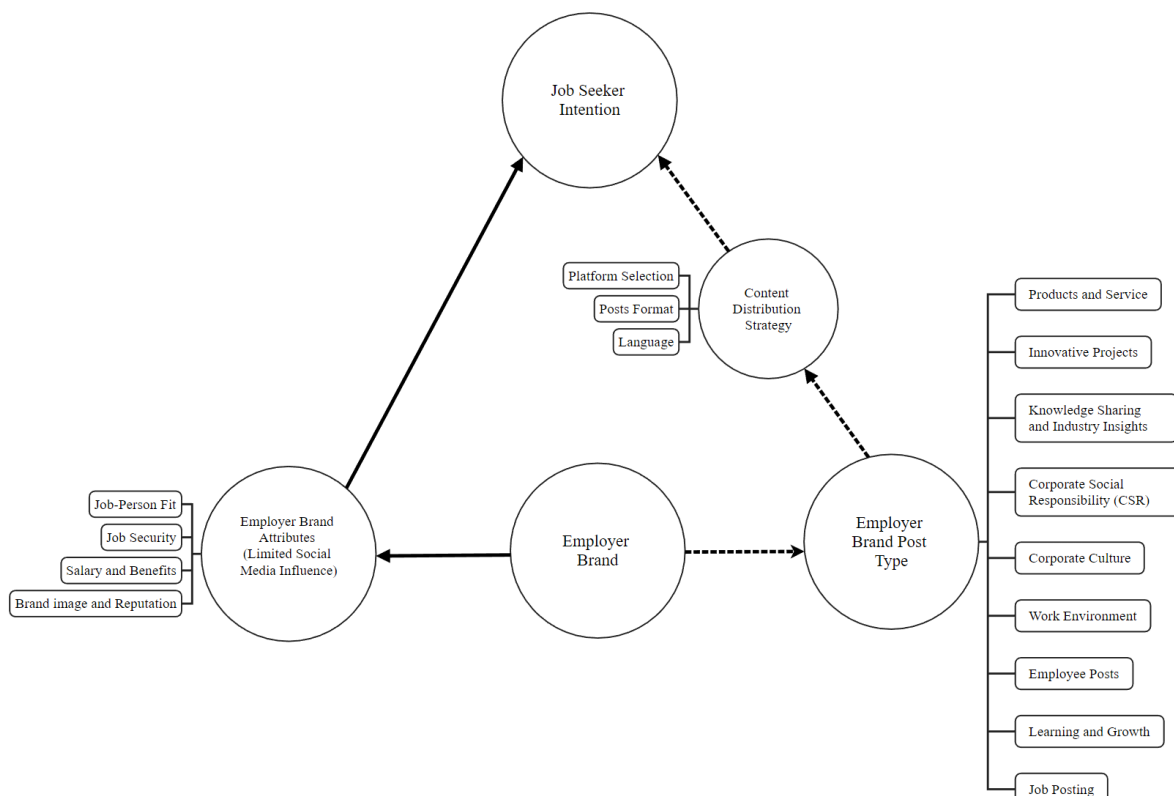 Job Seeker
Intention
Platform Selection
Posts Format
Language
Content
Distribution
Strategy
Products and Service
Innovative Projects
Knowledge Sharing
and Industry Insights
Corporate Social
Responsibility (CSR)
Corporate Culture
Work Environment
Employee Posts
Learning and Growth
Job Posting
Job-Person Fit
Job Security
Salary and Benefits
Brand image and Reputation
Employer Brand
Attributes
(Limited Social
Media Influence)
Employer
Brand
Employer
Brand Post
Type